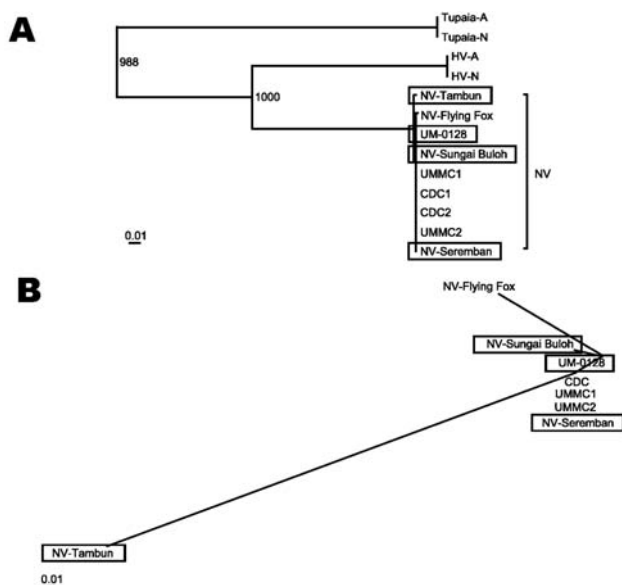 A
Tupaia-A
Tupaia-N
988
HV-A
HV-N
1000
NV-Tambun
NV-Flying Fox
UM-0128
NV-Sungai Buloh
UMMC1
NV
CDC1
CDC2
UMMC2
0.01
NV-Seremban
B
NV-Flying Fox
NV-Sungai Buloh
UM-0128
CDC
UMMC1
UMMC2
NV-Seremban
NV-Tambun
0.01